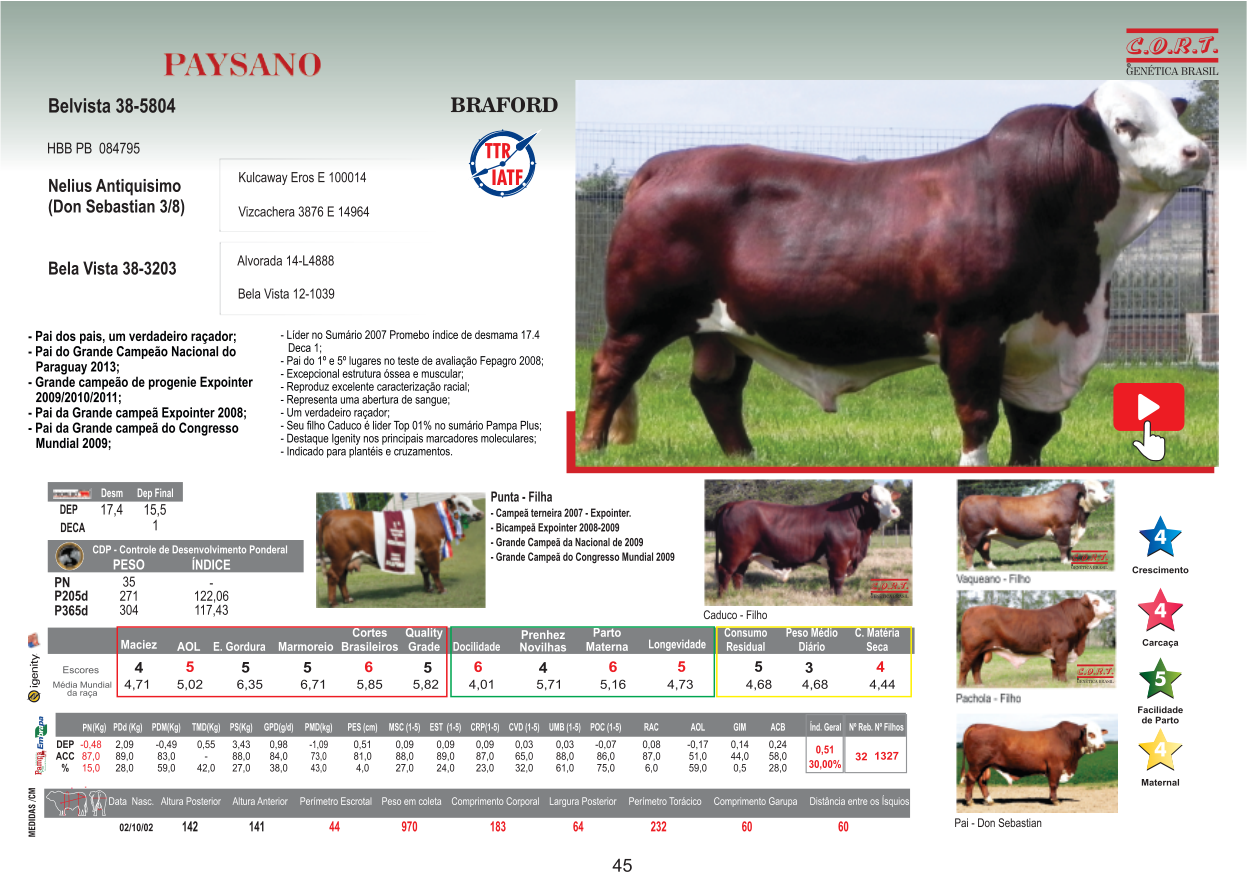 PAYSANO
C.O.R.T.
GENÉTICA BRASIL
Belvista 38-5804
BRAFORD
HBB PB 084795
TTR
IATF
Nelius Antiquisimo
(Don Sebastian 3/8)
Kulcaway Eros E 100014
Vizcachera 3876 E 14964
Bela Vista 38-3203
Alvorada 14-L4888
Bela Vista 12-1039
- Pai dos pais, um verdadeiro raçador;
- Pai do Grande Campeão Nacional do
Paraguay 2013;
- Grande campeão de progenie Expointer
2009/2010/2011;
- Pai da Grande campeã Expointer 2008;
- Pai da Grande campeã do Congresso
Mundial 2009;
- Líder no Sumário 2007 Promebo índice de desmama 17.4
Deca 1;
- Pai do 1º e 5º lugares no teste de avaliação Fepagro 2008;
- Excepcional estrutura óssea e muscular;
- Reproduz excelente caracterização racial;
- Representa uma abertura de sangue;
- Um verdadeiro raçador;
- Seu filho Caduco é lider Top 01% no sumário Pampa Plus;
- Destaque Igenity nos principais marcadores moleculares;
- Indicado para plantéis e cruzamentos.
PROMEBO Desm Dep Final
DEP 17,4 15,5
DECA 1
CDP - Controle de Desenvolvimento Ponderal
PESO ÍNDICE
PN 35 -
P205d 271 122,06
P365d 304 117,43
Punta - Filha
- Campeã terneira 2007 - Expointer.
- Bicampeã Expointer 2008-2009
- Grande Campeã da Nacional de 2009
- Grande Campeã do Congresso Mundial 2009
C.O.R.T.
GENÉTICA BRASIL
Caduco - Filho
C.O.R.T.
GENÉTICA BRASIL
Vaqueano - Filho
C.O.R.T.
GENÉTICA BRASIL
Pachola - Filho
Pai - Don Sebastian
4
Crescimento
4
Carcaça
5
Facilidade
de Parto
4
Maternal
igenity
Maciez AOL E. Gordura Marmoreio Cortes Brasileiros Quality Grade Docilidade Prenhez Novilhas Parto Materna Longevidade Consumo Residual Peso Médio Diário C. Matéria Seca
Escores 4 5 5 5 6 5 6 4 6 5 5 3 4
Média Mundial da raça 4,71 5,02 6,35 6,71 5,85 5,82 4,01 5,71 5,16 4,73 4,68 4,68 4,44
Pampa Embrapa
PN(Kg) PDd (Kg) PDM(Kg) TMD(Kg) PS(Kg) GPD(g/d) PMD(kg) PES (cm) MSC (1-5) EST (1-5) CRP(1-5) CVD (1-5) UMB (1-5) POC (1-5) RAC AOL GIM ACB Índ. Geral Nº Reb. Nº Filhos
DEP -0,48 2,09 -0,49 0,55 3,43 0,98 -1,09 0,51 0,09 0,09 0,09 0,03 0,03 -0,07 0,08 -0,17 0,14 0,24 0,51
ACC 87,0 89,0 83,0 - 88,0 84,0 73,0 81,0 88,0 89,0 87,0 65,0 88,0 86,0 87,0 51,0 44,0 58,0 32 1327
% 15,0 28,0 59,0 42,0 27,0 38,0 43,0 4,0 27,0 24,0 23,0 32,0 61,0 75,0 6,0 59,0 0,5 28,0 30,00%
MEDIDAS /CM
Data Nasc. Altura Posterior Altura Anterior Perímetro Escrotal Peso em coleta Comprimento Corporal Largura Posterior Perímetro Torácico Comprimento Garupa Distância entre os Ísquios
02/10/02 142 141 44 970 183 64 232 60 60
45